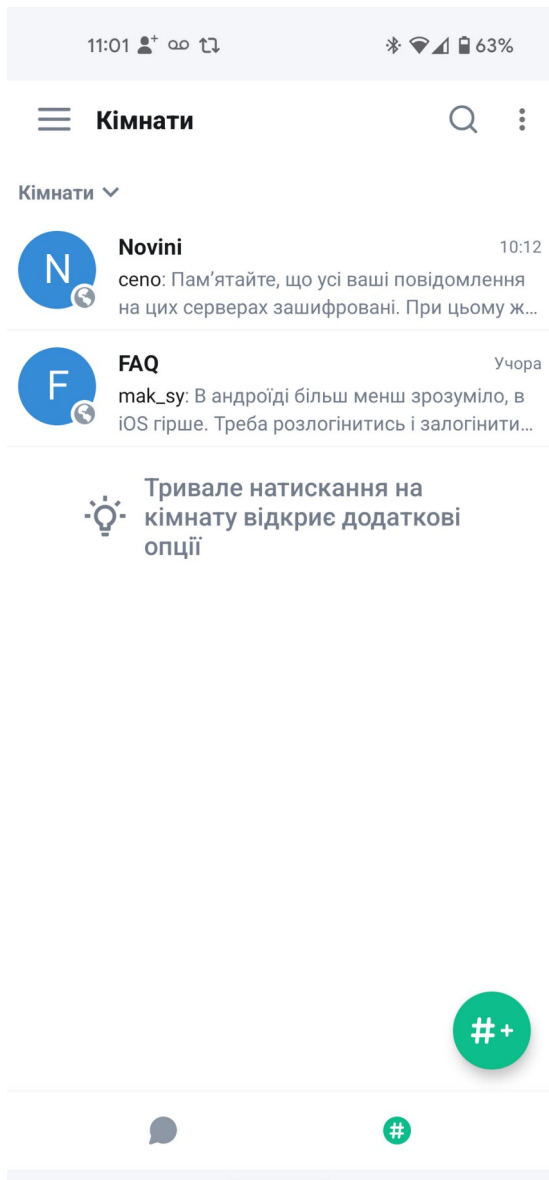 11:01 63%
Кімнати
Кімнати
N Novini 10:12
ceno: Пам’ятайте, що усі ваші повідомлення
на цих серверах зашифровані. При цьому ж...
F FAQ Учора
mak_sy: В андроїді більш менш зрозуміло, в
iOS гірше. Треба розлогінитись і залогінити...
Тривале натискання на
кімнату відкриє додаткові
опції
#+
#